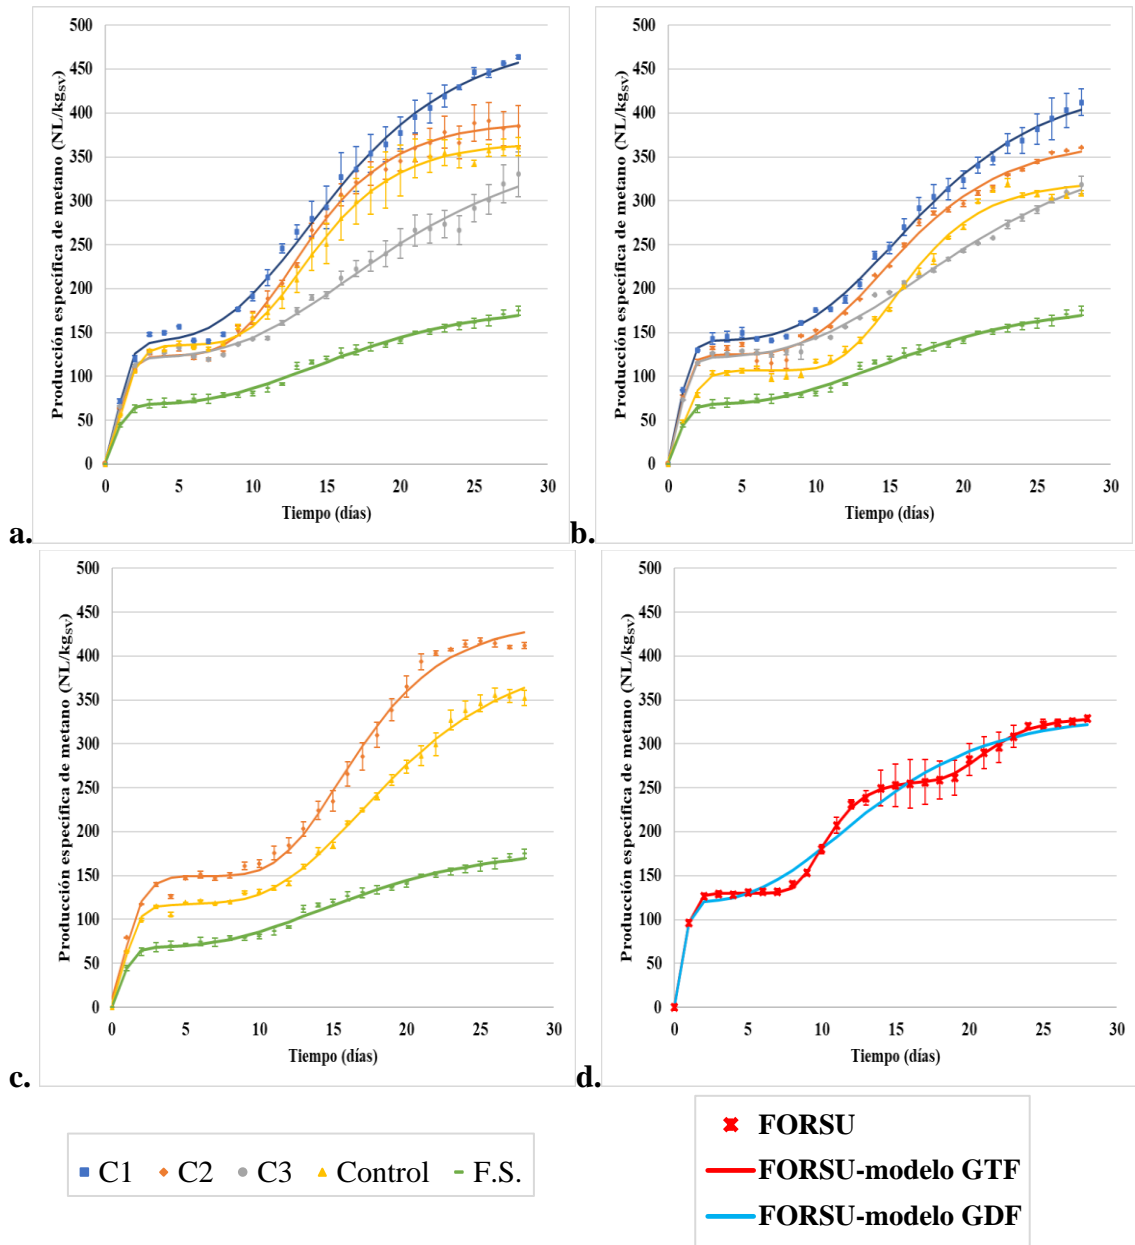 Producción específica de metano (NL/kgSV)
500
450
400
350
300
250
200
150
100
50
0
0 5 10 15 20 25 30
Tiempo (días)
a.
Producción específica de metano (NL/kgSV)
500
450
400
350
300
250
200
150
100
50
0
0 5 10 15 20 25 30
Tiempo (días)
b.
Producción específica de metano (NL/kgSV)
500
450
400
350
300
250
200
150
100
50
0
0 5 10 15 20 25 30
Tiempo (días)
c.
Producción específica de metano (NL/kgSV)
500
450
400
350
300
250
200
150
100
50
0
0 5 10 15 20 25 30
Tiempo (días)
d.
C1 C2 C3 Control F.S.
FORSU
FORSU-modelo GTF
FORSU-modelo GDF